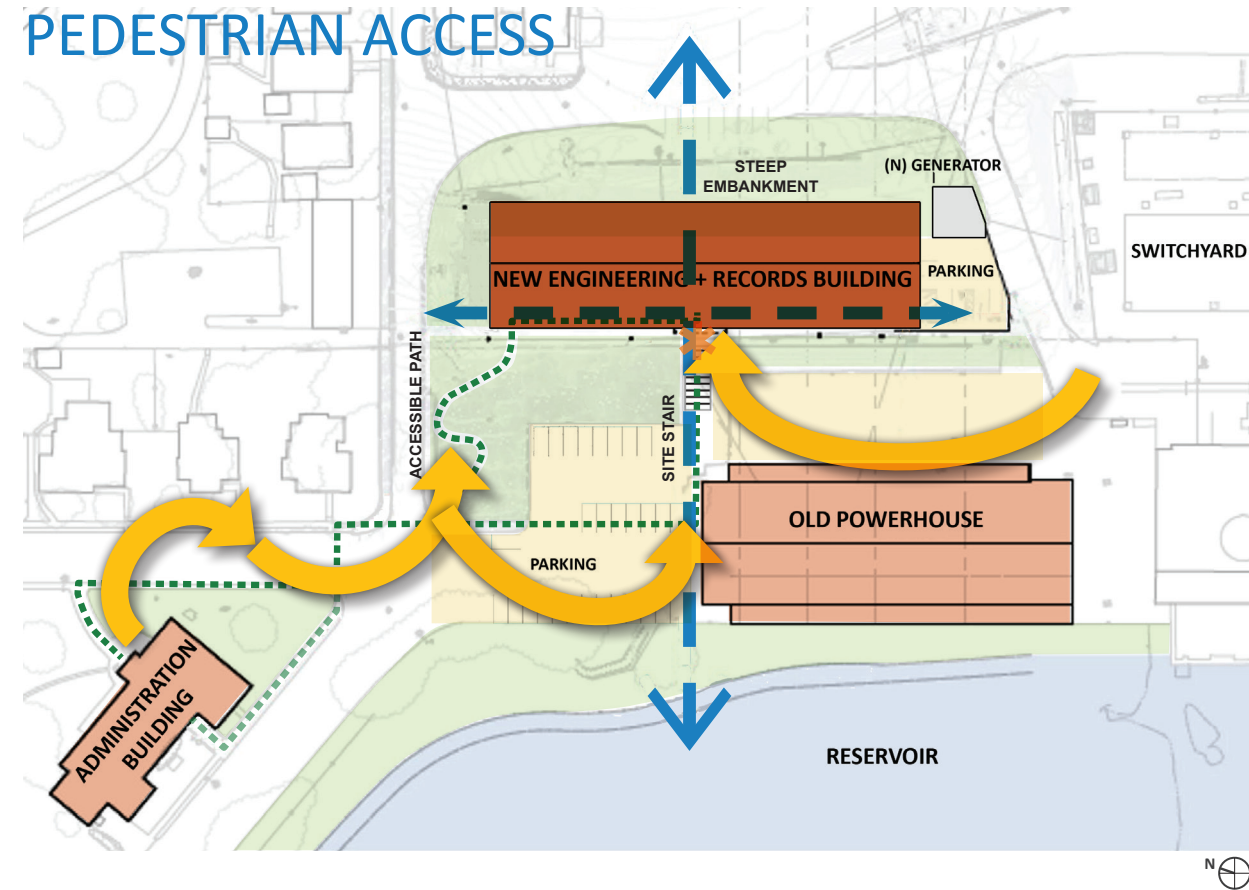 PEDESTRIAN ACCESS
STEEP
EMBANKMENT
(N) GENERATOR
SWITCHYARD
PARKING
NEW ENGINEERING + RECORDS BUILDING
ACCESSIBLE PATH
SITE STAIR
OLD POWERHOUSE
PARKING
ADMINISTRATION
BUILDING
RESERVOIR
N